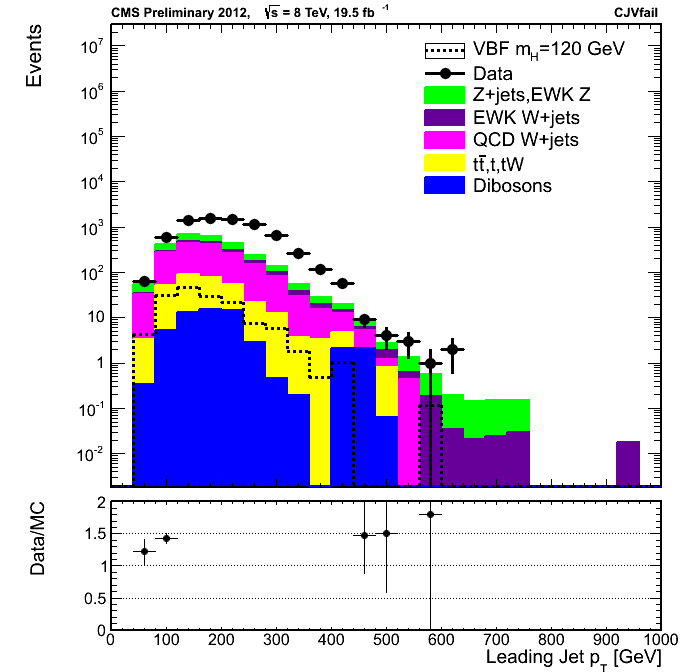 CMS Preliminary 2012, √s = 8 TeV, 19.5 fb⁻¹ CJVfail
Events
10⁷
10⁶
10⁵
10⁴
10³
10²
10
1
10⁻¹
10⁻²
VBF m_H=120 GeV
Data
Z+jets,EWK Z
EWK W+jets
QCD W+jets
tt̄,t,tW
Dibosons
Data/MC
2
1.5
1
0.5
0
0 100 200 300 400 500 600 700 800 900 1000
Leading Jet p_T [GeV]